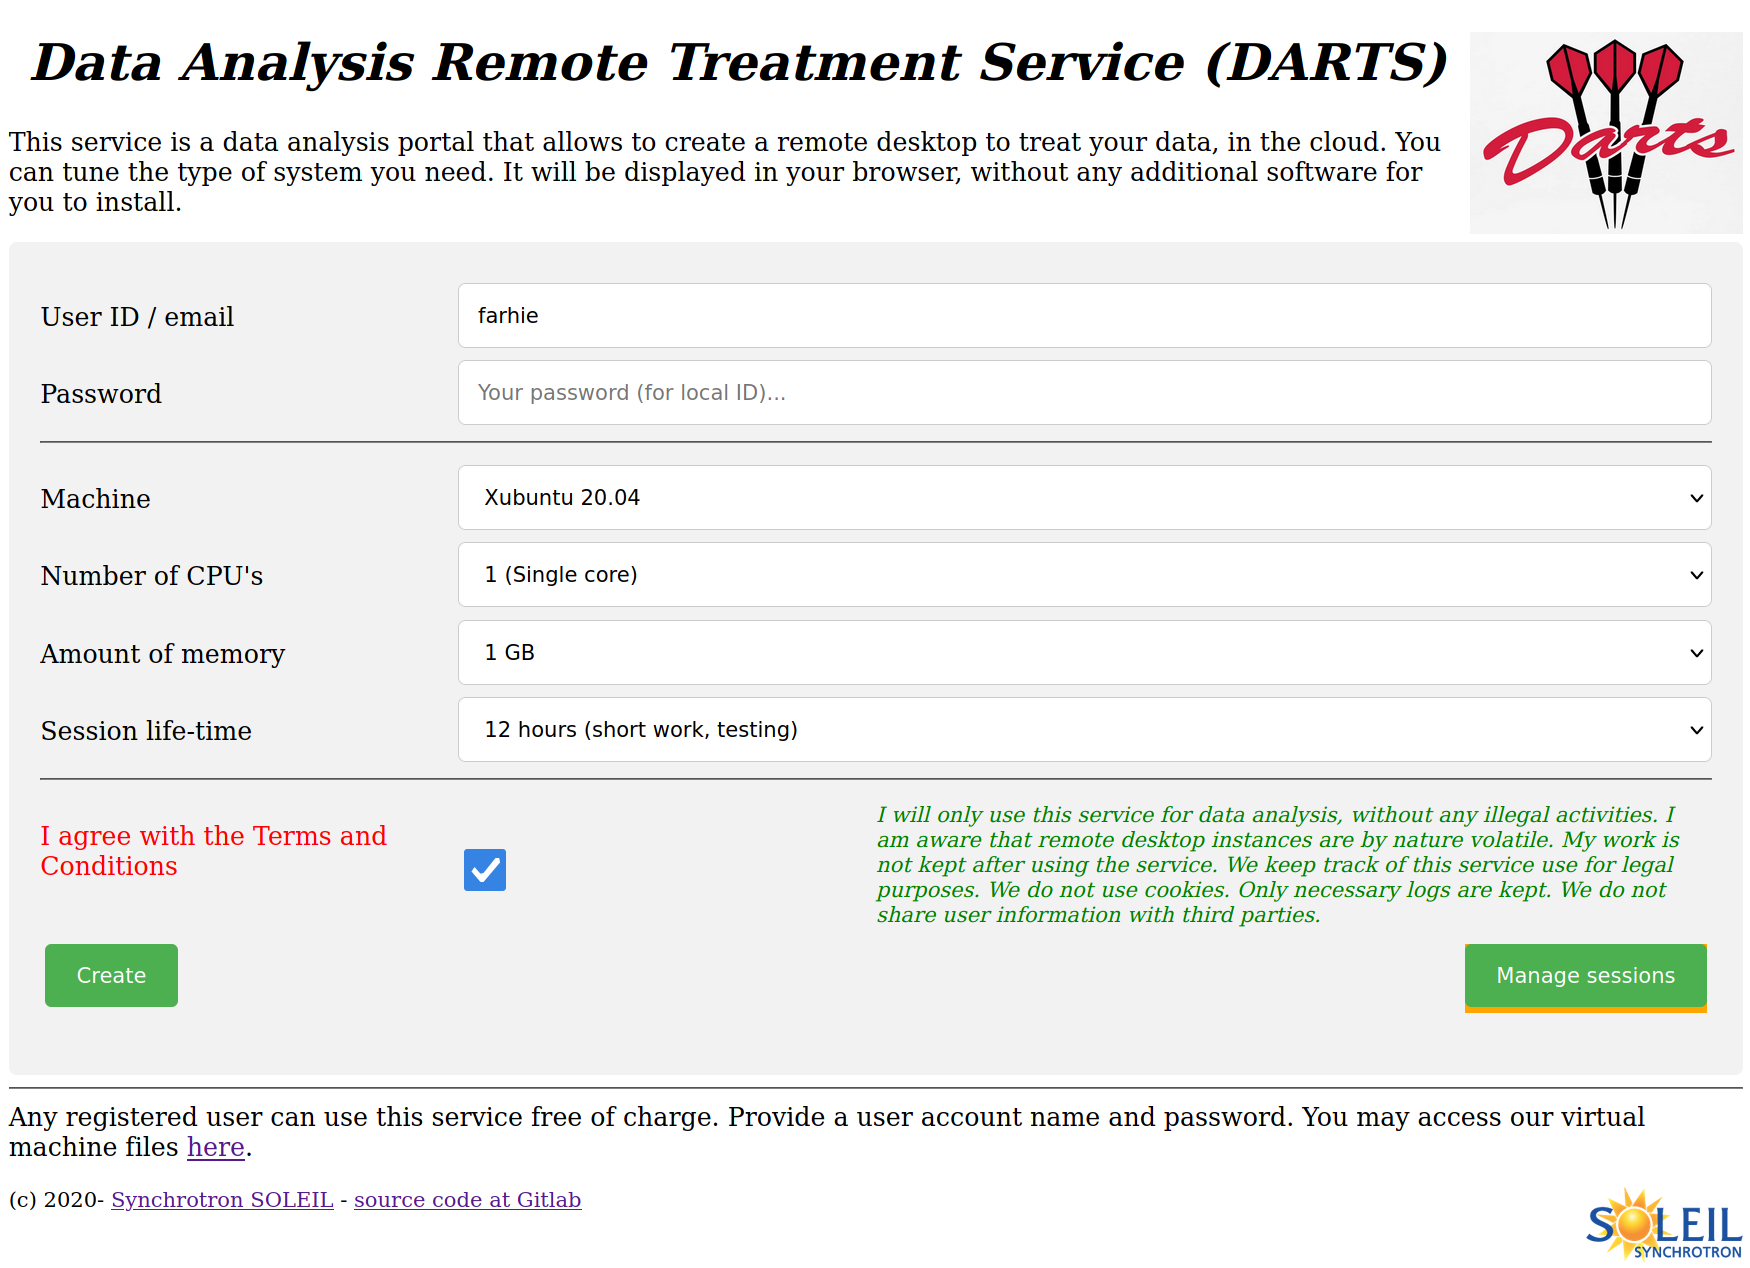 Data Analysis Remote Treatment Service (DARTS)
Darts
This service is a data analysis portal that allows to create a remote desktop to treat your data, in the cloud. You
can tune the type of system you need. It will be displayed in your browser, without any additional software for
you to install.
User ID / email
farhie
Password
Your password (for local ID)...
Machine
Xubuntu 20.04
Number of CPU's
1 (Single core)
Amount of memory
1 GB
Session life-time
12 hours (short work, testing)
I agree with the Terms and
Conditions
I will only use this service for data analysis, without any illegal activities. I
am aware that remote desktop instances are by nature volatile. My work is
not kept after using the service. We keep track of this service use for legal
purposes. We do not use cookies. Only necessary logs are kept. We do not
share user information with third parties.
Create
Manage sessions
Any registered user can use this service free of charge. Provide a user account name and password. You may access our virtual
machine files here.
(c) 2020- Synchrotron SOLEIL - source code at Gitlab
SOLEIL
SYNCHROTRON